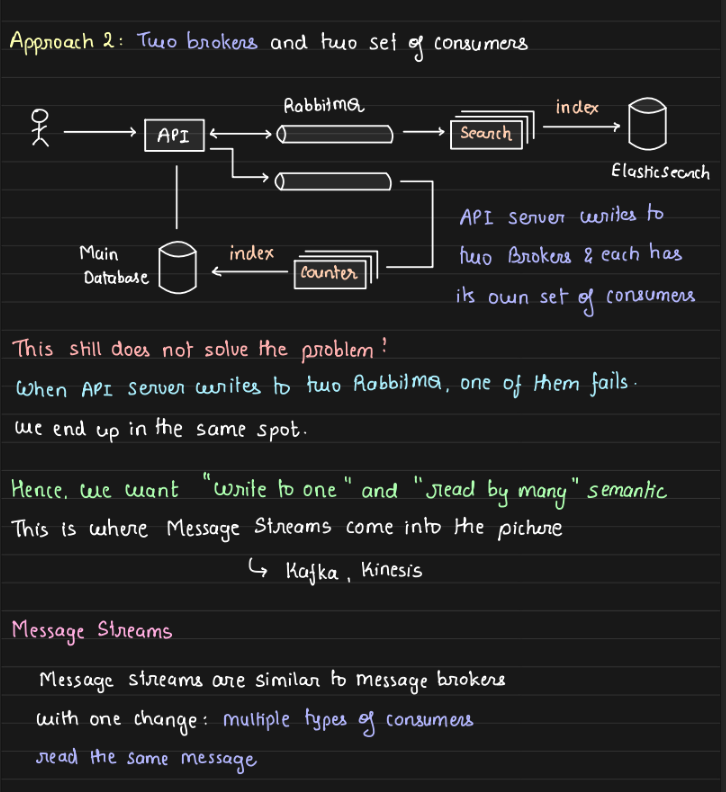 Approach 2: Two brokers and two set of consumers
RabbitMQ
API
Search
index
Elasticsearch
Main
Database
index
Counter
API server writes to
two Brokers & each has
its own set of consumers
This still does not solve the problem!
When API server writes to two RabbitMQ, one of them fails.
we end up in the same spot.
Hence, we want "write to one" and "read by many" semantic
This is where Message Streams come into the picture
↳ Kafka, Kinesis
Message Streams
Message streams are similar to message brokers
with one change: multiple types of consumers
read the same message